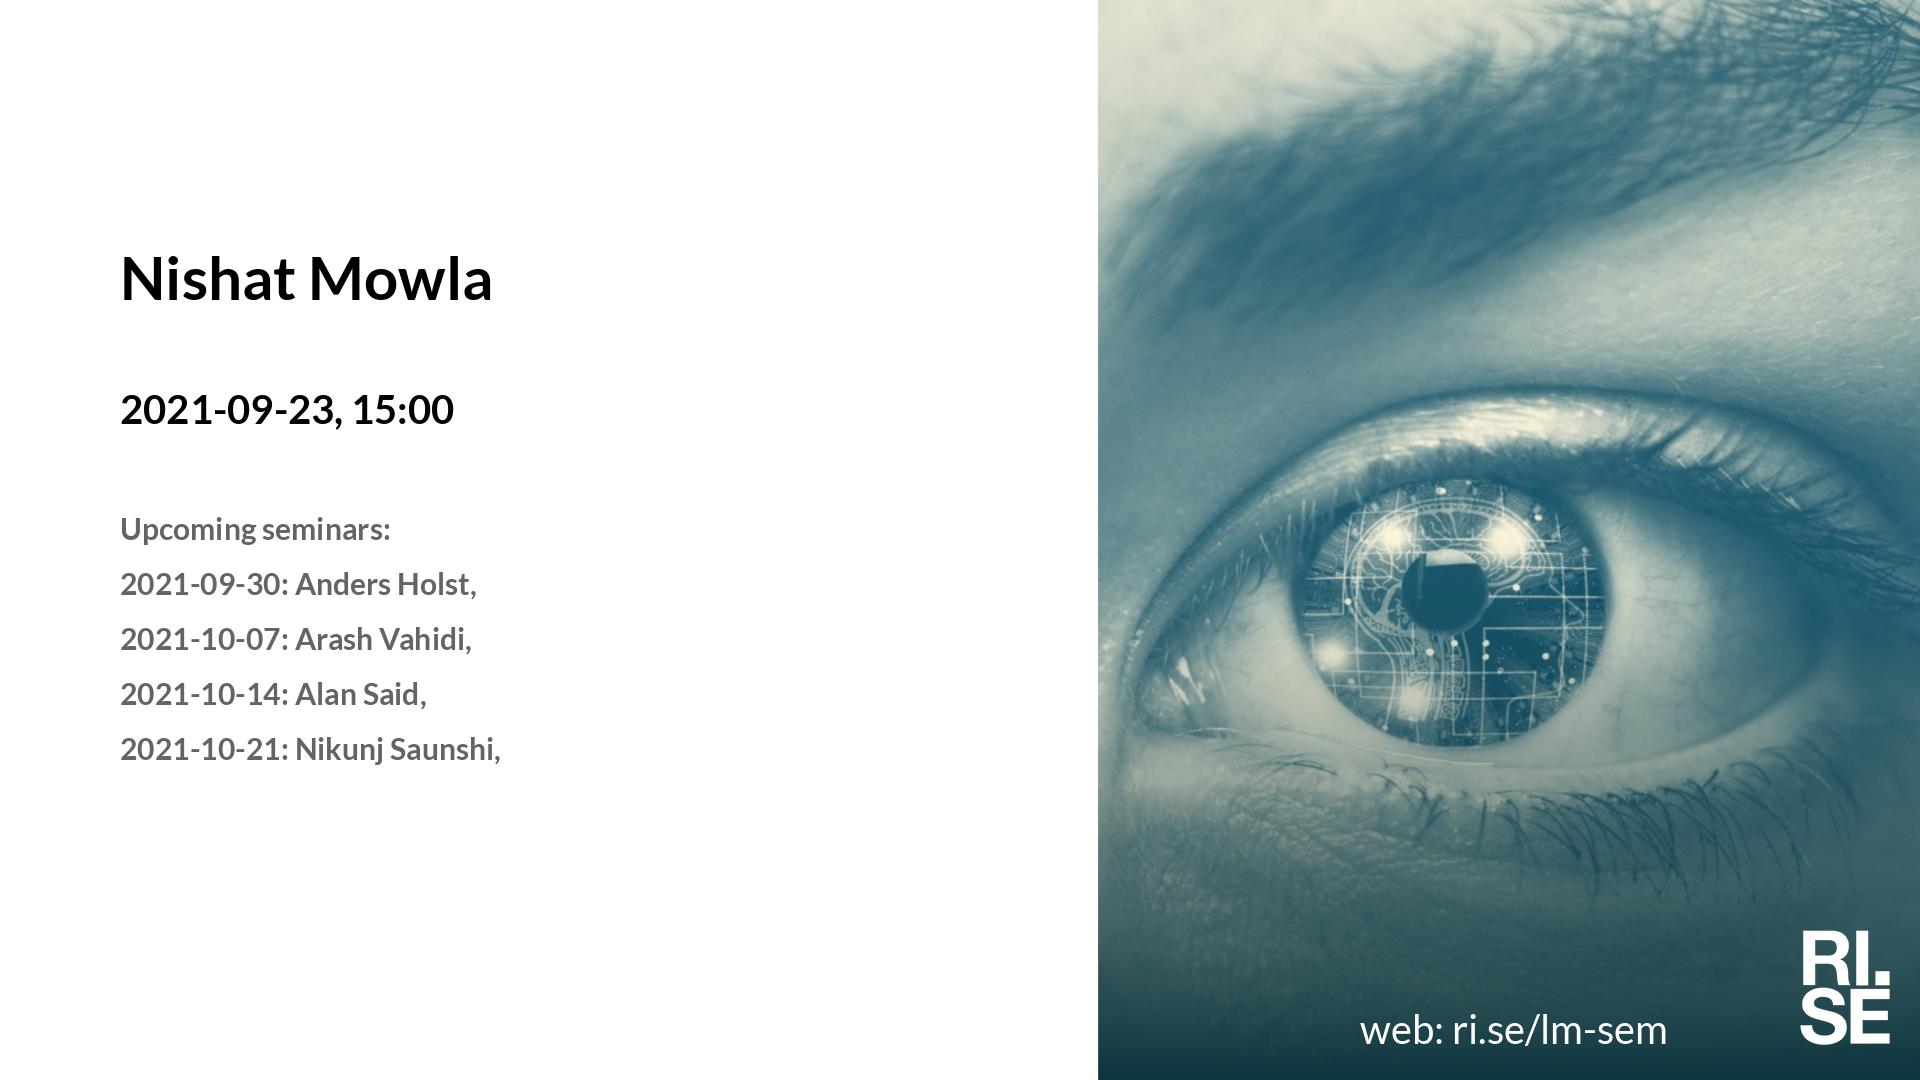 Nishat Mowla
2021-09-23, 15:00
Upcoming seminars:
2021-09-30: Anders Holst,
2021-10-07: Arash Vahidi,
2021-10-14: Alan Said,
2021-10-21: Nikunj Saunshi,
web: ri.se/lm-sem
RI.
SE